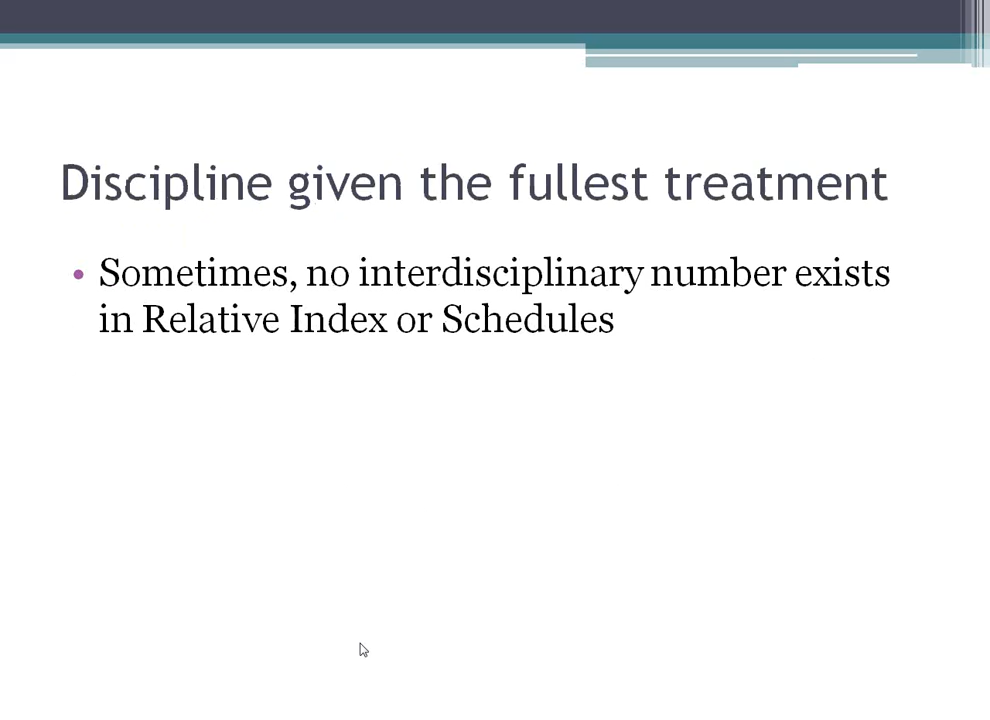 Discipline given the fullest treatment
• Sometimes, no interdisciplinary number exists
in Relative Index or Schedules